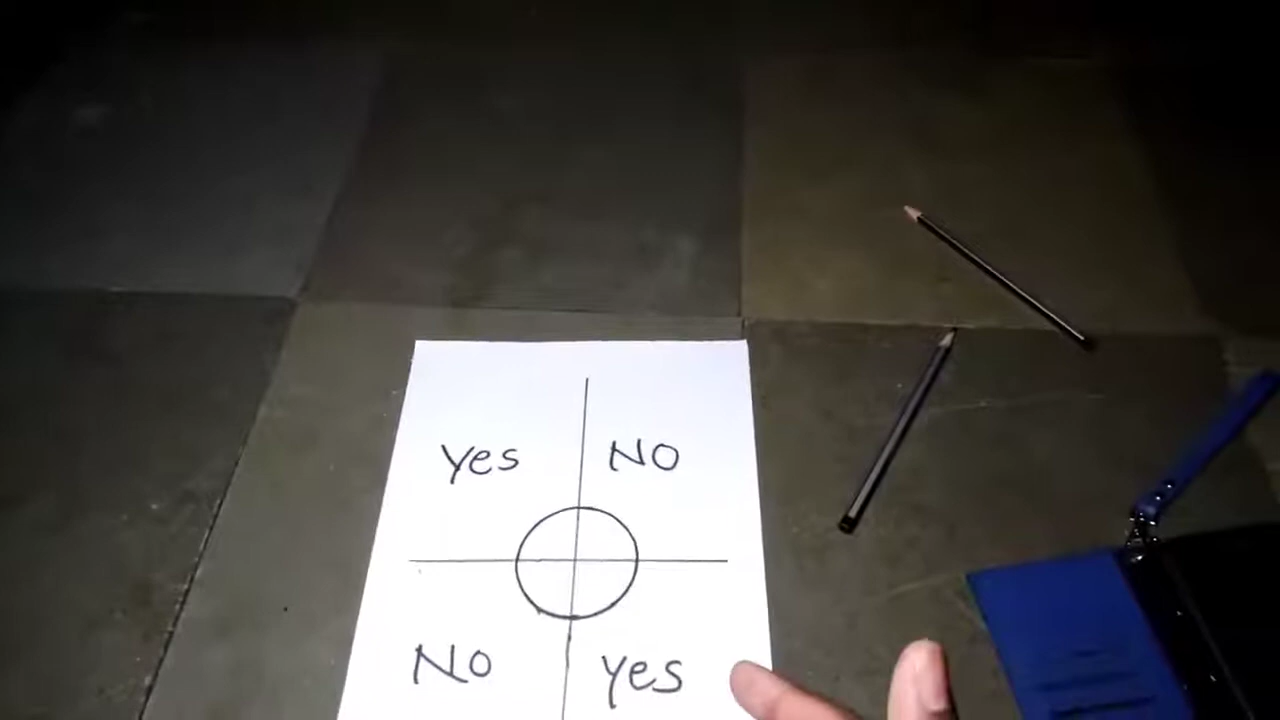 Yes NO
No yes